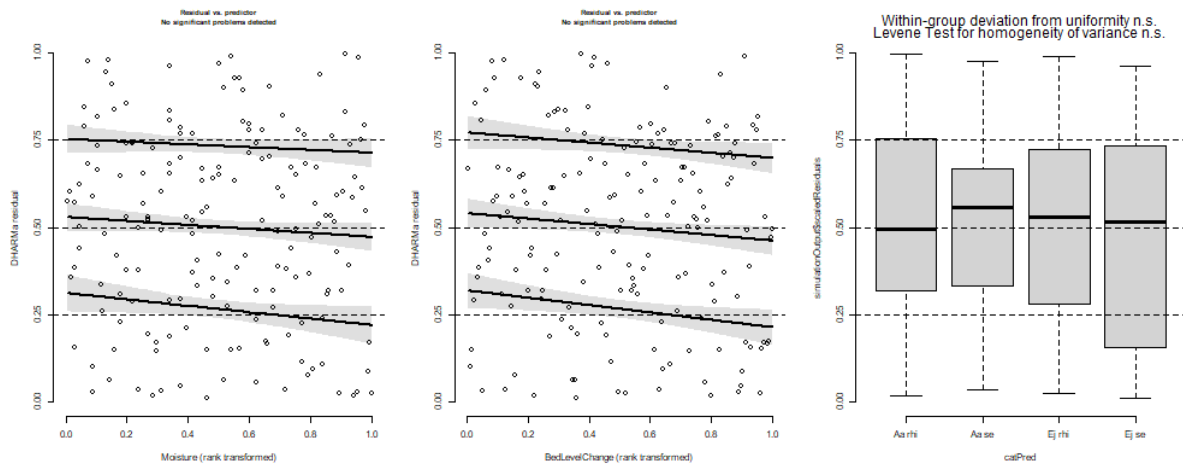 Residual vs. predictor
No significant problems detected
DHARMa residual
1.00
0.75
0.50
0.25
0.00
0.0 0.2 0.4 0.6 0.8 1.0
Moisture (rank transformed)
Residual vs. predictor
No significant problems detected
DHARMa residual
1.00
0.75
0.50
0.25
0.00
0.0 0.2 0.4 0.6 0.8 1.0
BedLevelChange (rank transformed)
Within-group deviation from uniformity n.s.
Levene Test for homogeneity of variance n.s.
simulationOutput$scaledResiduals
1.00
0.75
0.50
0.25
0.00
Aa rhi Aa se Ej rhi Ej se
catPred